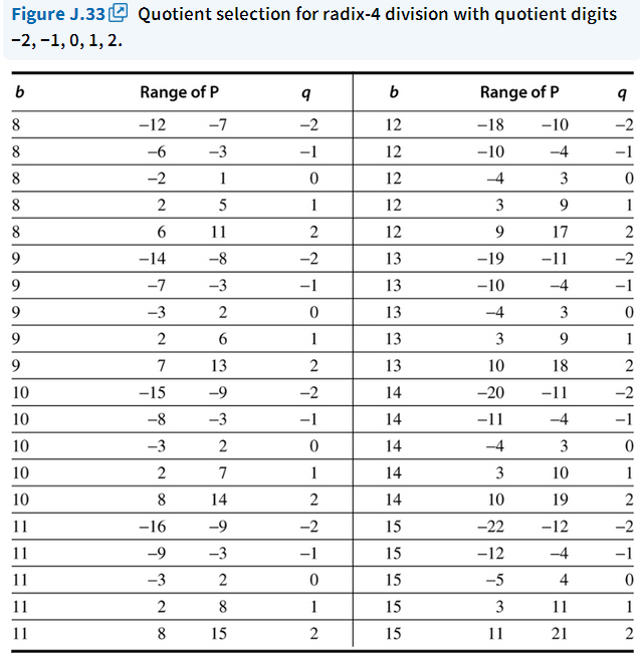 Figure J.33 Quotient selection for radix-4 division with quotient digits
−2, −1, 0, 1, 2.
b Range of P q b Range of P q
8 −12 −7 −2 12 −18 −10 −2
8 −6 −3 −1 12 −10 −4 −1
8 −2 1 0 12 −4 3 0
8 2 5 1 12 3 9 1
8 6 11 2 12 9 17 2
9 −14 −8 −2 13 −19 −11 −2
9 −7 −3 −1 13 −10 −4 −1
9 −3 2 0 13 −4 3 0
9 2 6 1 13 3 9 1
9 7 13 2 13 10 18 2
10 −15 −9 −2 14 −20 −11 −2
10 −8 −3 −1 14 −11 −4 −1
10 −3 2 0 14 −4 3 0
10 2 7 1 14 3 10 1
10 8 14 2 14 10 19 2
11 −16 −9 −2 15 −22 −12 −2
11 −9 −3 −1 15 −12 −4 −1
11 −3 2 0 15 −5 4 0
11 2 8 1 15 3 11 1
11 8 15 2 15 11 21 2